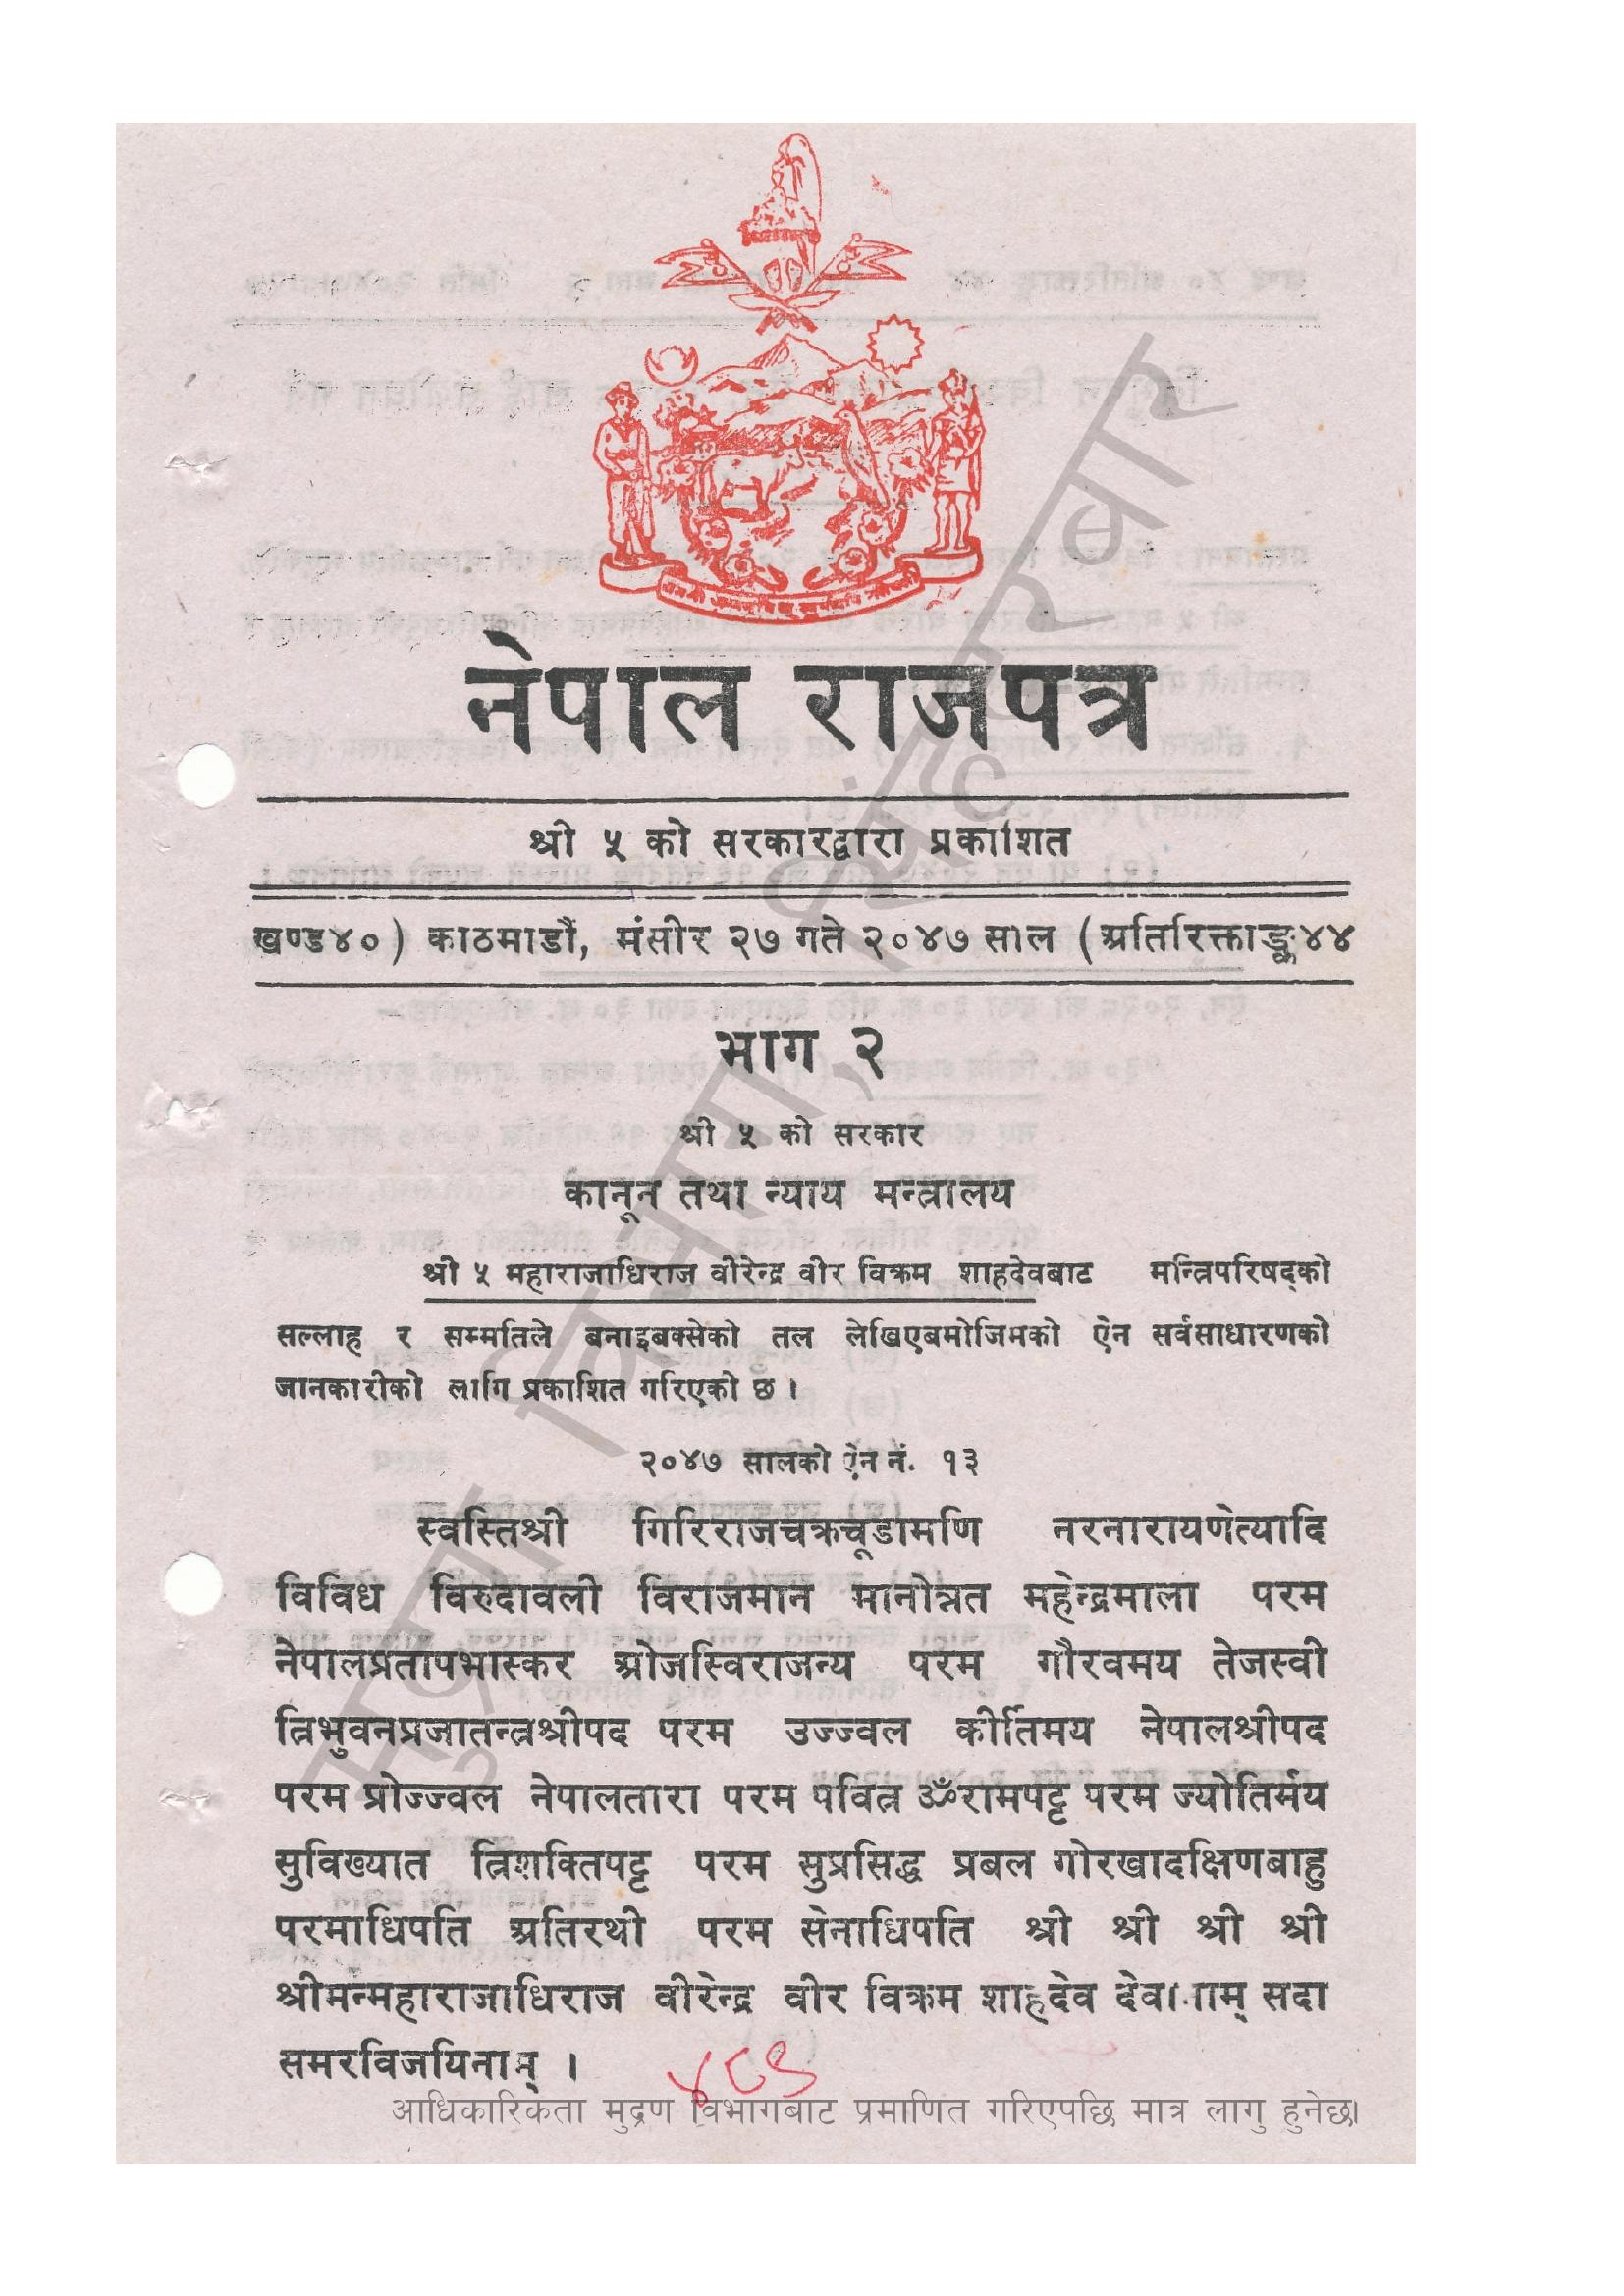 नेपाल राजपत्र
श्री ५ को सरकारद्वारा प्रकाशित
खण्ड४०) काठमाडौं, मंसीर २७ गते २०४७ साल (अतिरिक्ताङ्क४४
भाग २
श्री ५ को सरकार
कानून तथा न्याय मन्त्रालय
श्री ५ महाराजाधिराज वीरेन्द्र वीर विक्रम शाहदेवबाट मन्त्रिपरिषद्को
सल्लाह र सम्मतिले बनाइबक्सेको तल लेखिएबमोजिमको ऐन सर्वसाधारणको
जानकारीको लागि प्रकाशित गरिएको छ ।
२०४७ सालको ऐन नं. १३
स्वस्तिश्री गिरिराजचक्रचूडामणि नरनारायणेत्यादि
विविध विरुदावली विराजमान मानोन्नत महेन्द्रमाला परम
नेपालप्रतापभास्कर ओजस्विराजन्य परम गौरवमय तेजस्वी
त्रिभुवनप्रजातन्त्रश्रीपद परम उज्ज्वल कीर्तिमय नेपालश्रीपद
परम प्रोज्ज्वल नेपालतारा परम पवित्र ॐरामपट्ट परम ज्योतिर्मय
सुविख्यात त्रिशक्तिपट्ट परम सुप्रसिद्ध प्रबल गोरखादक्षिणबाहु
परमाधिपति अतिरथी परम सेनाधिपति श्री श्री श्री श्री
श्रीमन्महाराजाधिराज वीरेन्द्र वीर विक्रम शाहदेव देवानाम् सदा
समरविजयिनाम् ।
४८९
आधिकारिकता मुद्रण विभागबाट प्रमाणित गरिएपछि मात्र लागु हुनेछ।
मुद्रण विभाग, सिंहदरबार